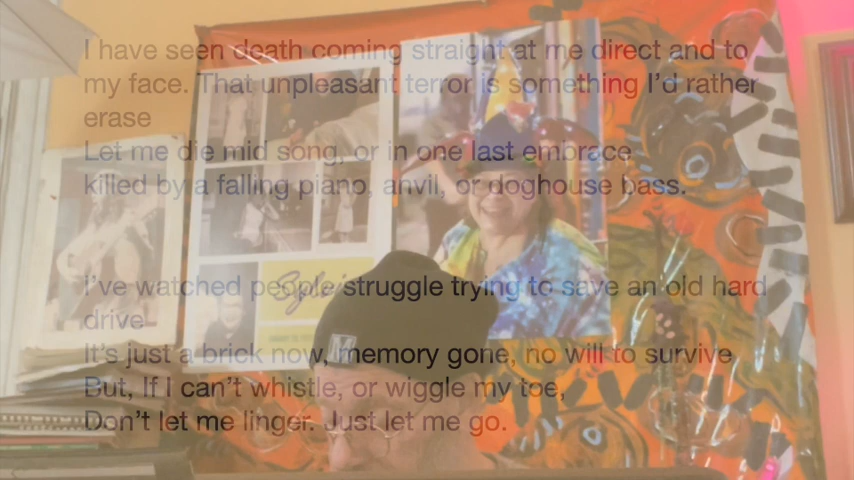 I have seen death coming straight at me direct and to
my face. That unpleasant terror is something I'd rather
erase
Let me die mid song, or in one last embrace
killed by a falling piano, anvil, or doghouse bass.
I've watched people struggle trying to save an old hard
drive
It's just a brick now, memory gone, no will to survive
But, If i can't whistle, or wiggle my toe,
Don't let me linger. Just let me go.